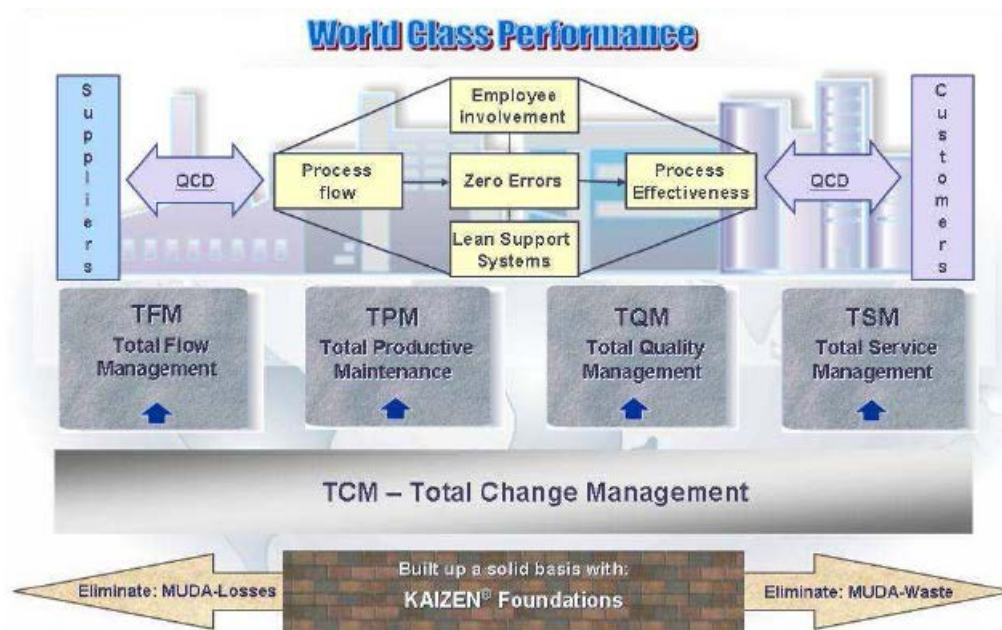 World Class Performance
Suppliers
QCD
Process
flow
Employee
involvement
Zero Errors
Lean Support
Systems
Process
Effectiveness
QCD
Customers
TFM
Total Flow
Management
TPM
Total Productive
Maintenance
TQM
Total Quality
Management
TSM
Total Service
Management
TCM – Total Change Management
Eliminate: MUDA-Losses
Built up a solid basis with:
KAIZEN® Foundations
Eliminate: MUDA-Waste